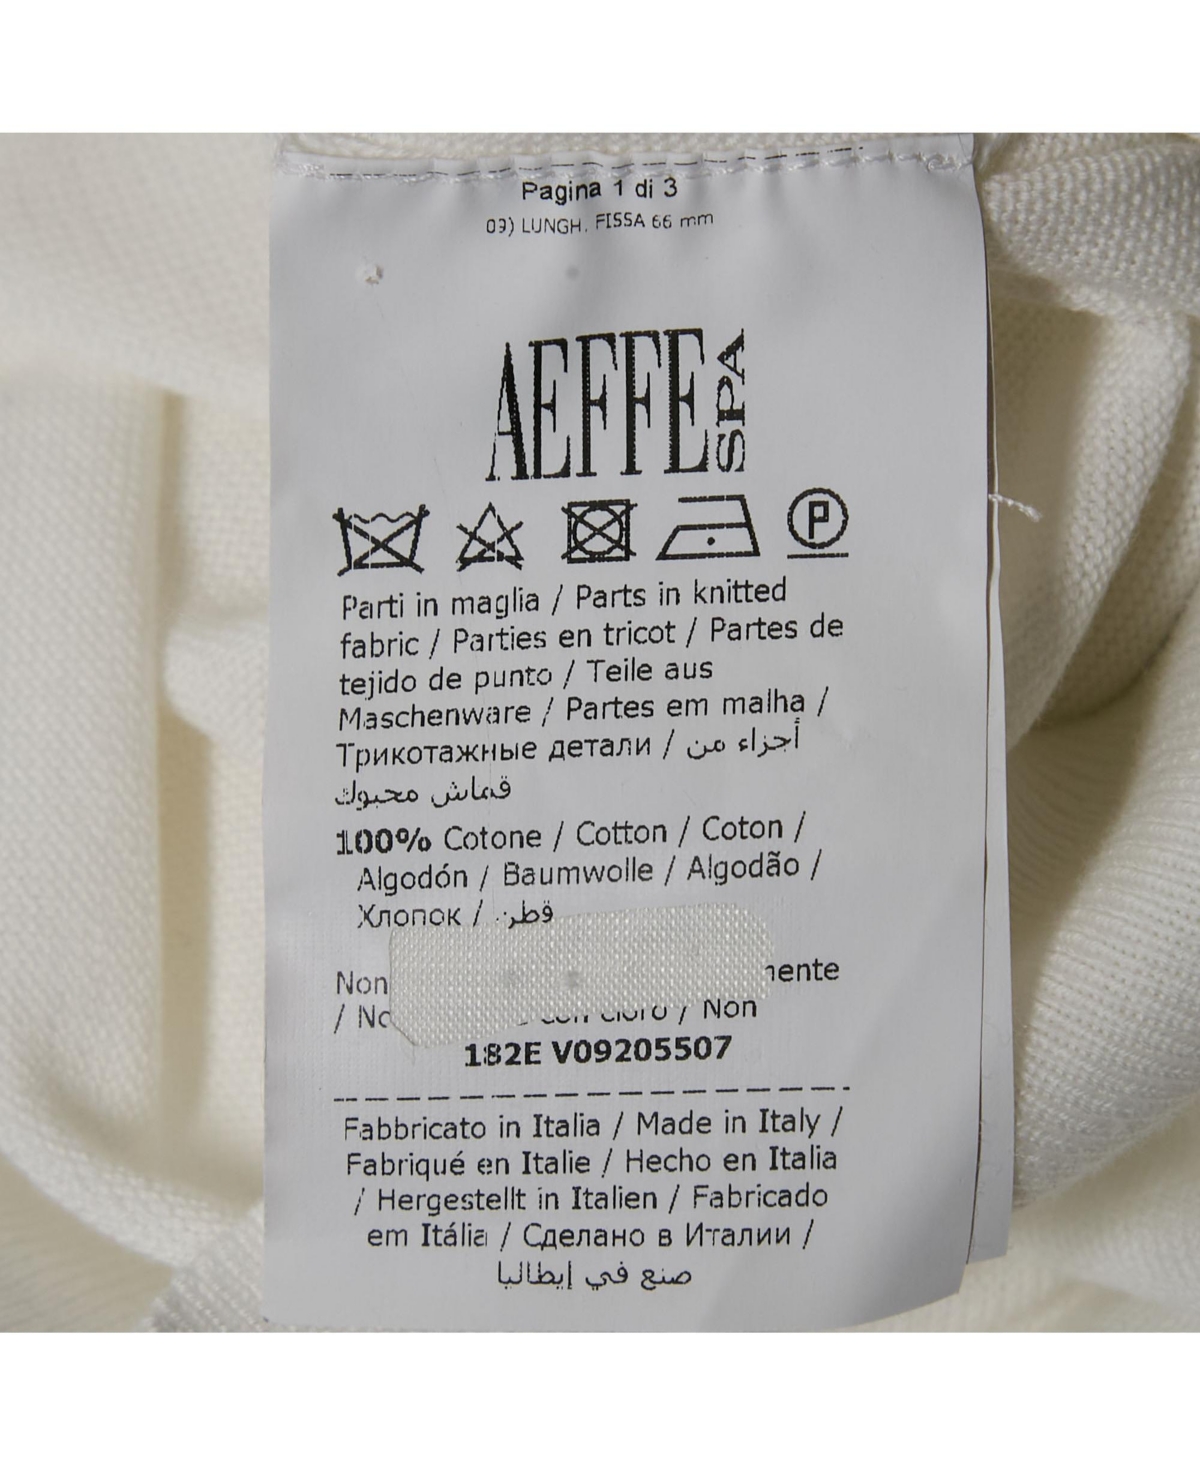 Pagina 1 di 3
09) LUNGH. FISSA 66 mm
AEFFE SPA
P
Parti in maglia / Parts in knitted
fabric / Parties en tricot / Partes de
tejido de punto / Teile aus
Maschenware / Partes em malha /
Трикотажные детали / أجزاء من
قماش محبوك
100% Cotone / Cotton / Coton /
Algodón / Baumwolle / Algodão /
Хлопок / قطن
Non
/ cloro / Non
182E V09205507
Fabbricato in Italia / Made in Italy /
Fabriqué en Italie / Hecho en Italia
/ Hergestellt in Italien / Fabricado
em Itália / Сделано в Италии /
صنع في إيطاليا